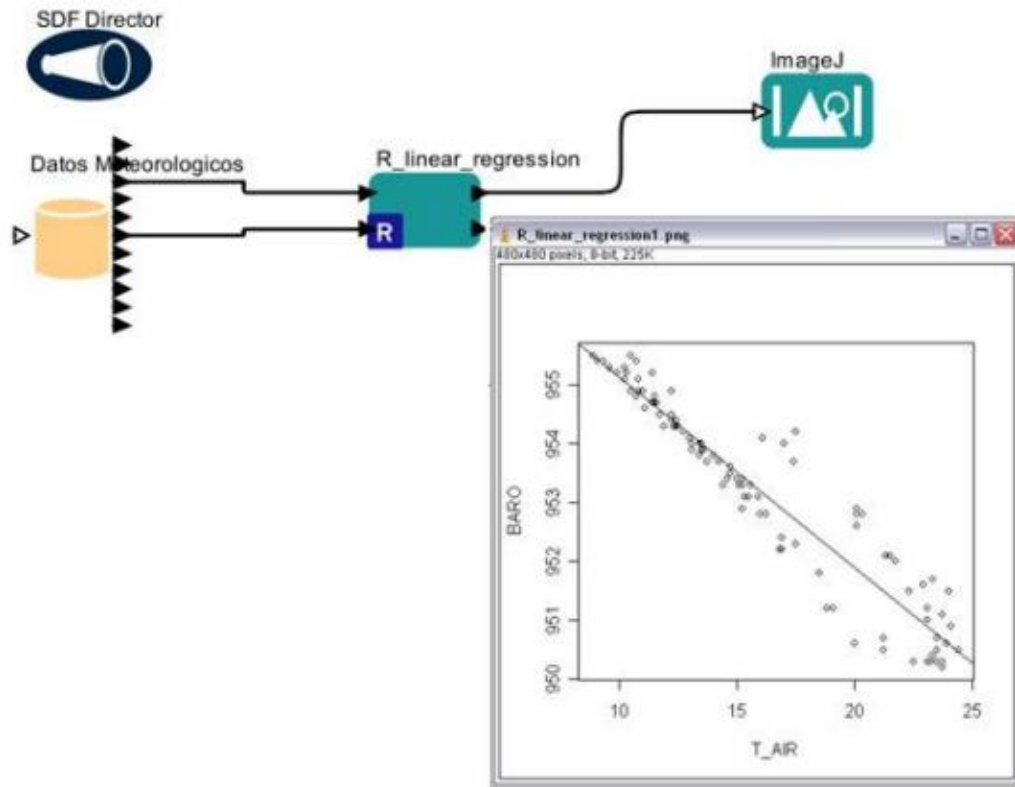 SDF Director
ImageJ
Datos Meteorologicos
R_linear_regression
R
R_linear_regression1.png
480x480 pixels; 8-bit; 225K
BARO
955
954
953
952
951
950
10
15
20
25
T_AIR